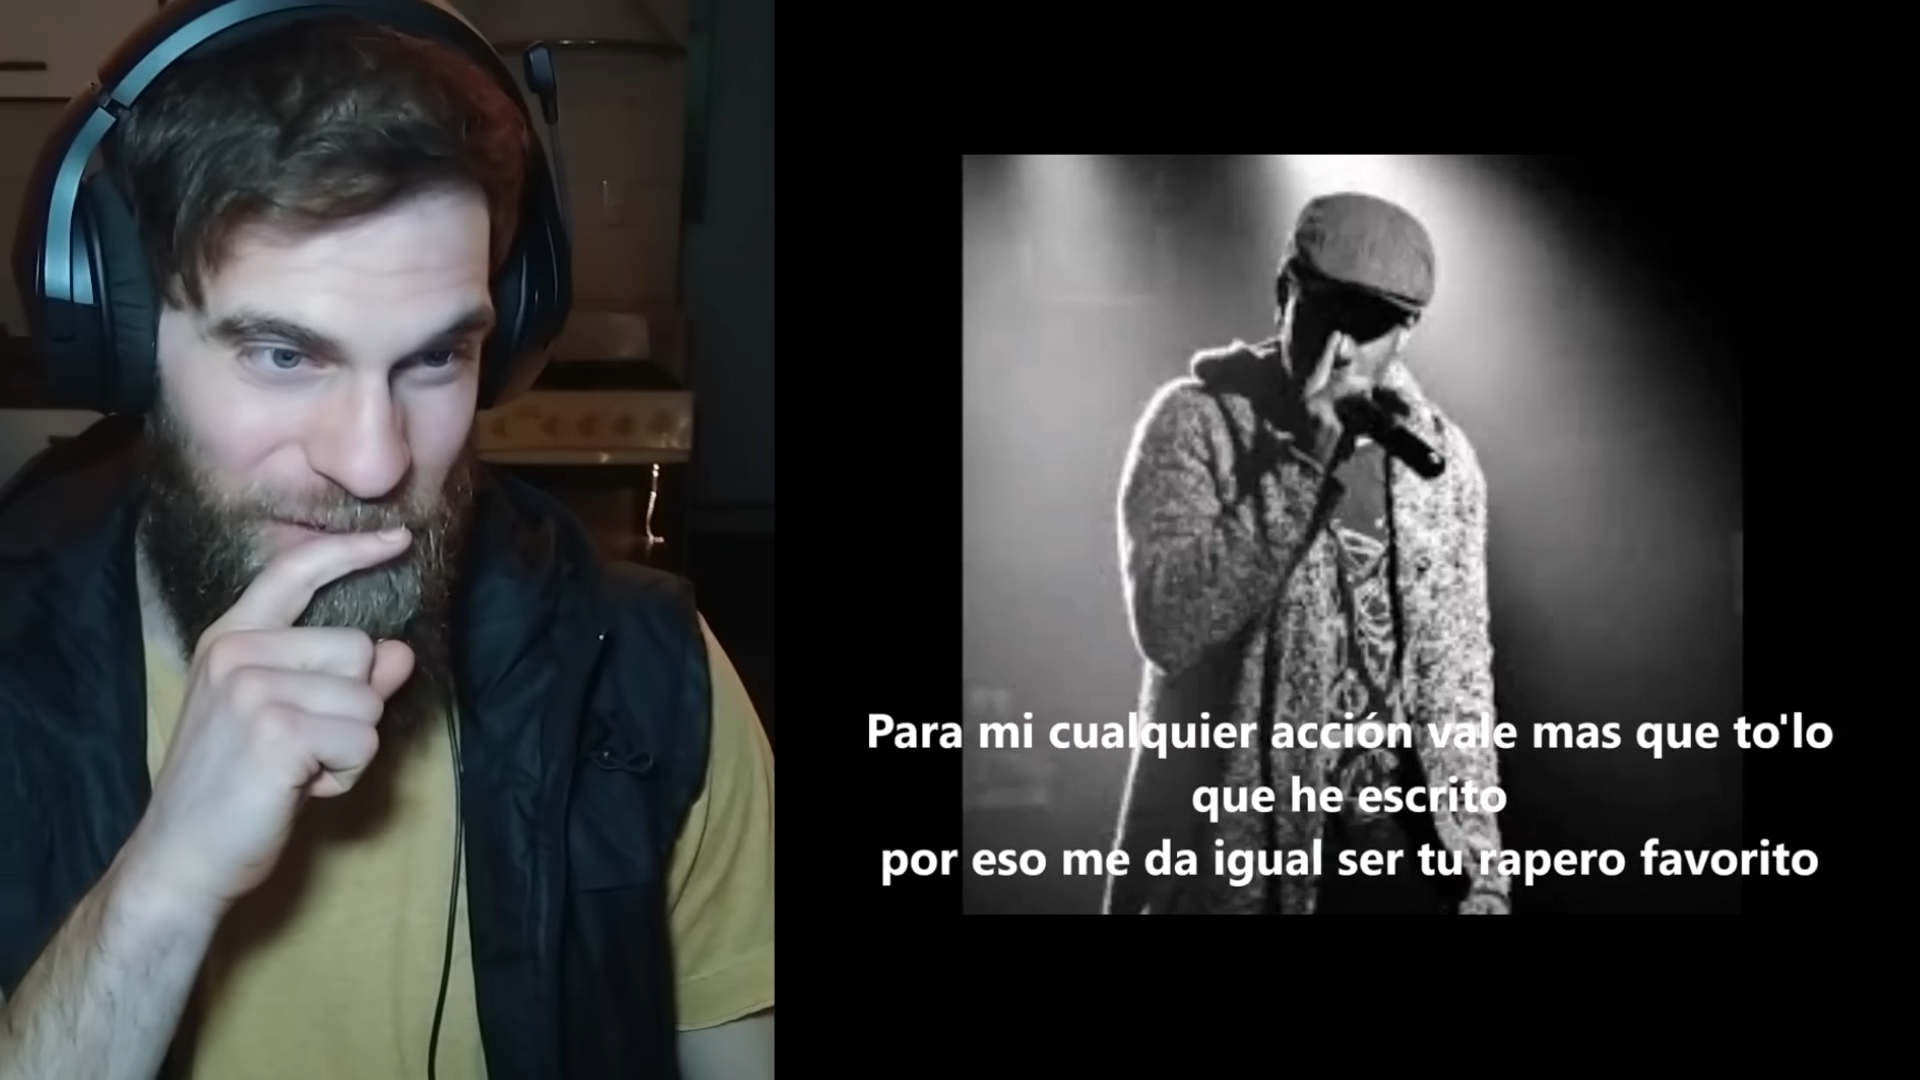 Para mi cualquier acción vale mas que to'lo
que he escrito
por eso me da igual ser tu rapero favorito